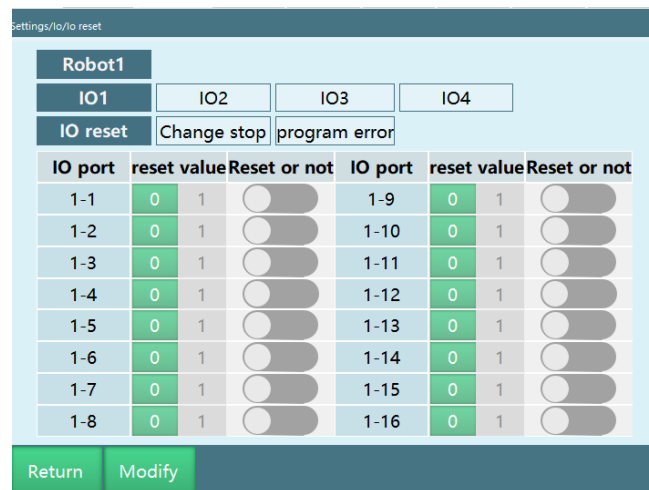 Settings/Io/Io reset
Robot1
IO1 IO2 IO3 IO4
IO reset Change stop program error
IO port reset value Reset or not IO port reset value Reset or not
1-1 0 1 1-9 0 1
1-2 0 1 1-10 0 1
1-3 0 1 1-11 0 1
1-4 0 1 1-12 0 1
1-5 0 1 1-13 0 1
1-6 0 1 1-14 0 1
1-7 0 1 1-15 0 1
1-8 0 1 1-16 0 1
Return Modify